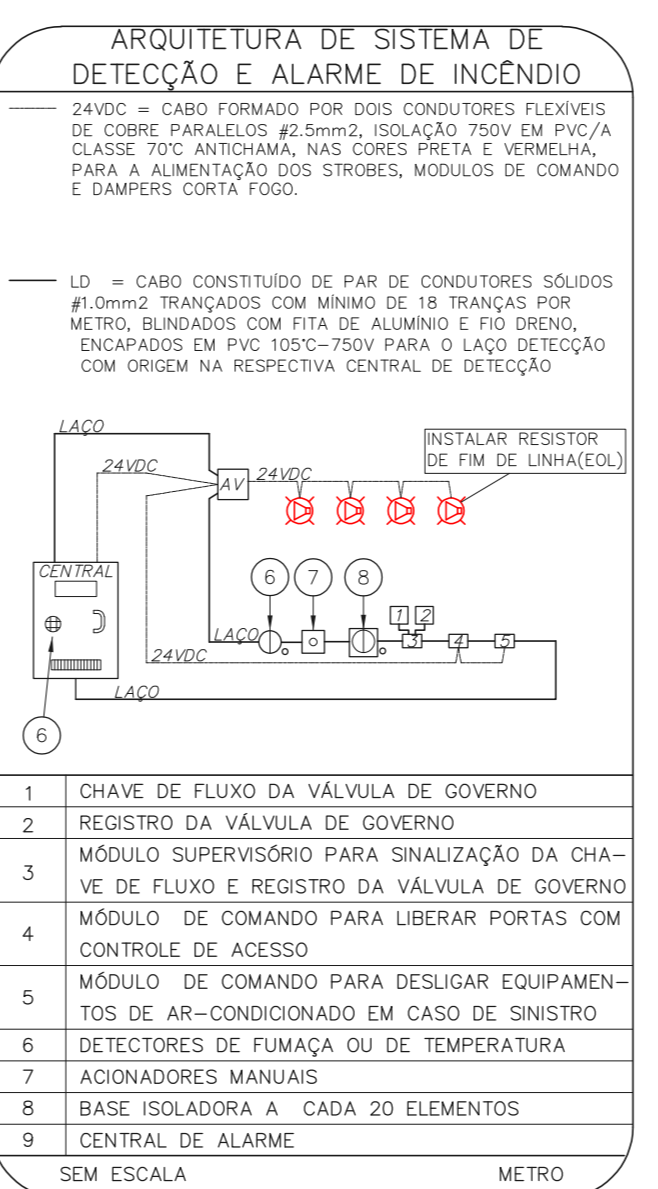 ARQUITETURA DE SISTEMA DE
DETECÇÃO E ALARME DE INCÊNDIO
24VDC = CABO FORMADO POR DOIS CONDUTORES FLEXÍVEIS
DE COBRE PARALELOS #2.5mm2, ISOLAÇÃO 750V EM PVC/A
CLASSE 70°C ANTICHAMA, NAS CORES PRETA E VERMELHA,
PARA A ALIMENTAÇÃO DOS STROBES, MODULOS DE COMANDO
E DAMPERS CORTA FOGO.
LD = CABO CONSTITUÍDO DE PAR DE CONDUTORES SÓLIDOS
#1.0mm2 TRANÇADOS COM MÍNIMO DE 18 TRANÇAS POR
METRO, BLINDADOS COM FITA DE ALUMÍNIO E FIO DRENO,
ENCAPADOS EM PVC 105°C-750V PARA O LAÇO DETECÇÃO
COM ORIGEM NA RESPECTIVA CENTRAL DE DETECÇÃO
LAÇO
INSTALAR RESISTOR
DE FIM DE LINHA(EOL)
24VDC
AV
24VDC
CENTRAL
6
7
8
1
2
LAÇO
3
4
5
24VDC
LAÇO
6
1 CHAVE DE FLUXO DA VÁLVULA DE GOVERNO
2 REGISTRO DA VÁLVULA DE GOVERNO
3 MÓDULO SUPERVISÓRIO PARA SINALIZAÇÃO DA CHA-
VE DE FLUXO E REGISTRO DA VÁLVULA DE GOVERNO
4 MÓDULO DE COMANDO PARA LIBERAR PORTAS COM
CONTROLE DE ACESSO
5 MÓDULO DE COMANDO PARA DESLIGAR EQUIPAMEN-
TOS DE AR-CONDICIONADO EM CASO DE SINISTRO
6 DETECTORES DE FUMAÇA OU DE TEMPERATURA
7 ACIONADORES MANUAIS
8 BASE ISOLADORA A CADA 20 ELEMENTOS
9 CENTRAL DE ALARME
SEM ESCALA METRO